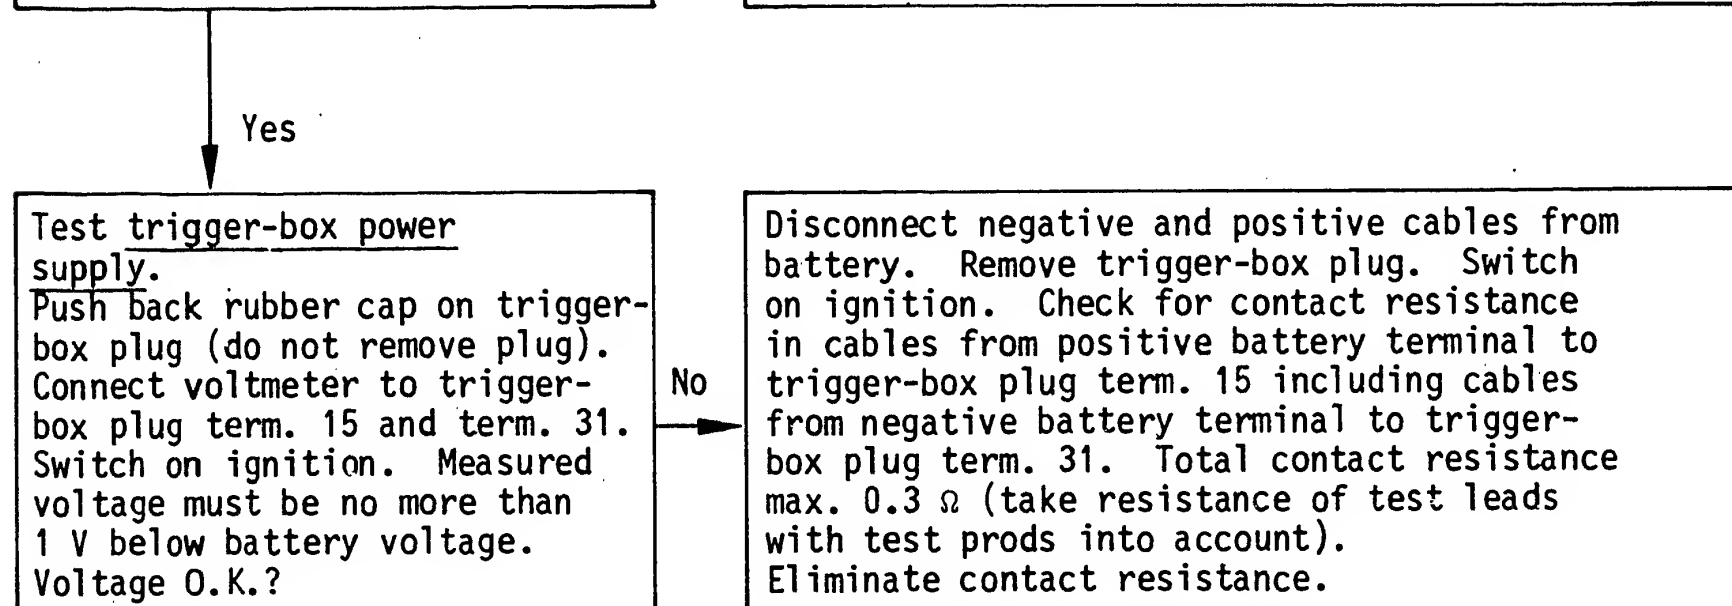 Yes
Test trigger-box power
supply.
Push back rubber cap on trigger-
box plug (do not remove plug).
Connect voltmeter to trigger-
box plug term. 15 and term. 31.
Switch on ignition. Measured
voltage must be no more than
1 V below battery voltage.
Voltage O.K.?
No
Disconnect negative and positive cables from
battery. Remove trigger-box plug. Switch
on ignition. Check for contact resistance
in cables from positive battery terminal to
trigger-box plug term. 15 including cables
from negative battery terminal to trigger-
box plug term. 31. Total contact resistance
max. 0.3 Ω (take resistance of test leads
with test prods into account).
Eliminate contact resistance.